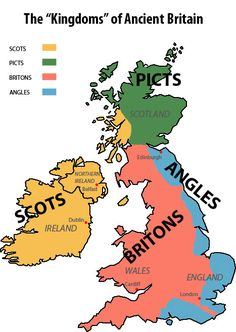 The "Kingdoms" of Ancient Britain
SCOTS
PICTS
BRITONS
ANGLES
PICTS
SCOTLAND
Edinburgh
ANGLES
NORTHERN
IRELAND
Belfast
SCOTS
Dublin
IRELAND
BRITONS
WALES
ENGLAND
Cardiff
London